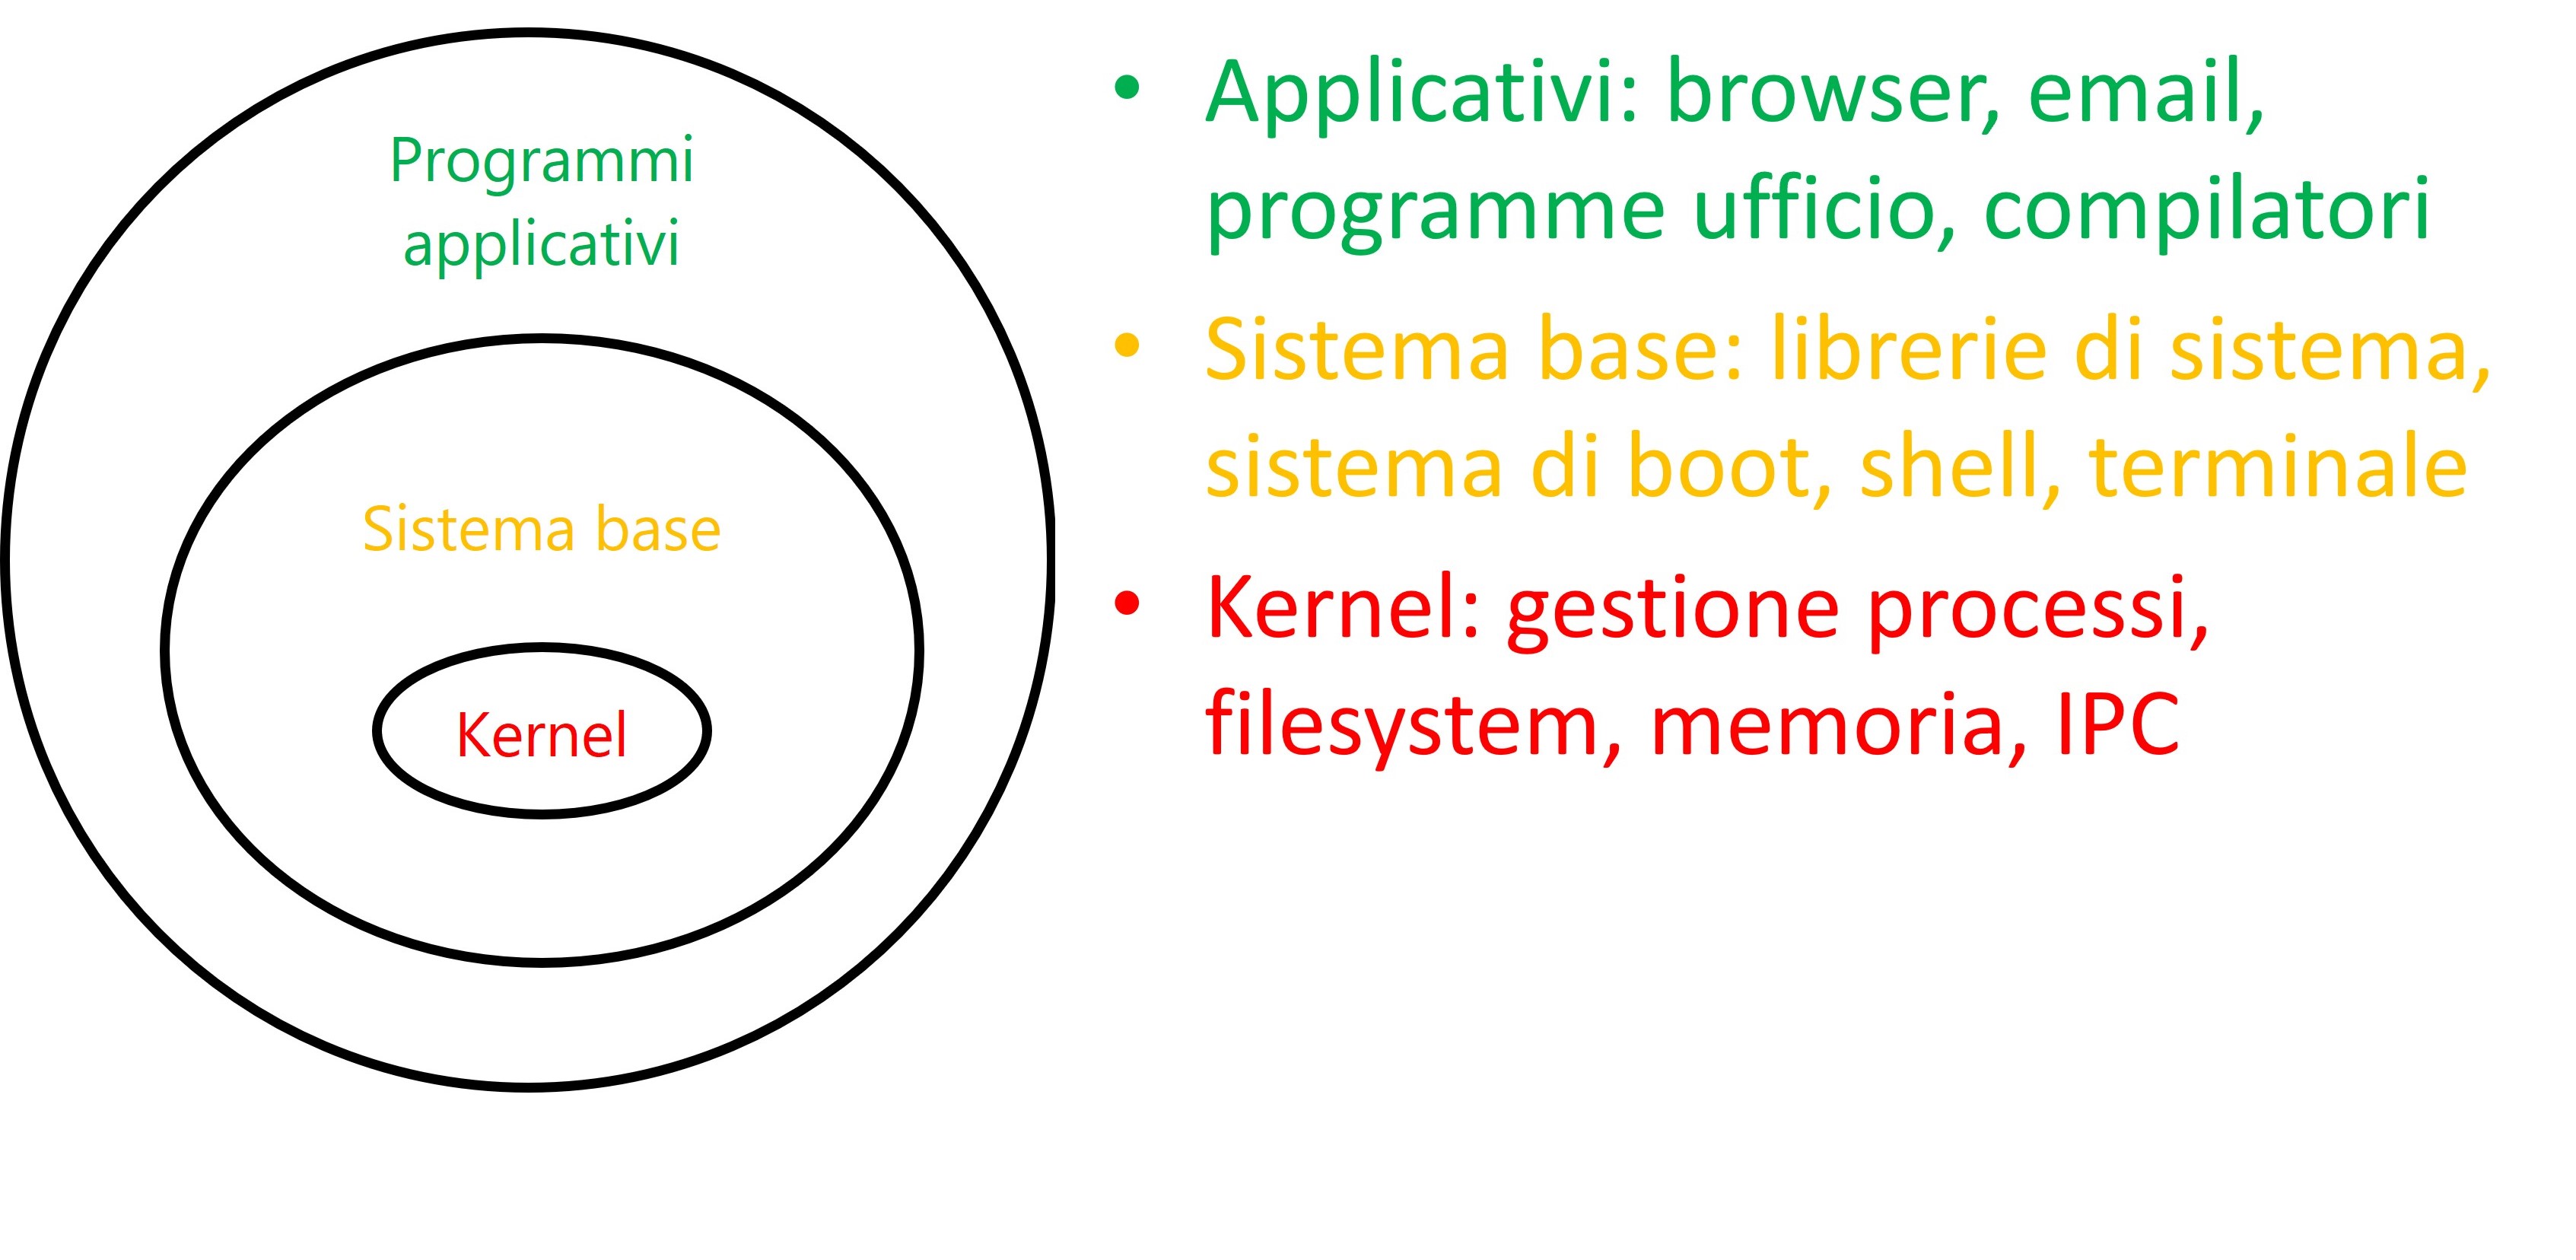 Programmi
applicativi
Sistema base
Kernel
• Applicativi: browser, email,
programme ufficio, compilatori
• Sistema base: librerie di sistema,
sistema di boot, shell, terminale
• Kernel: gestione processi,
filesystem, memoria, IPC